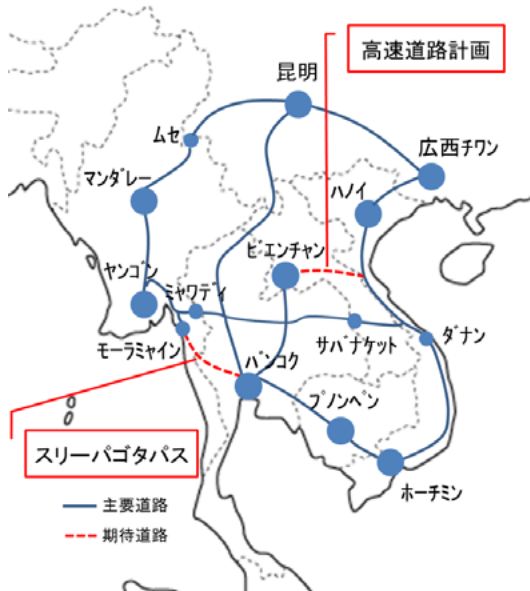 高速道路計画
昆明
ムセ
広西チワン
マンダレー
ハノイ
ビエンチャン
ヤンゴン
ミャワディ
モーラミャイン
サバナケット
ダナン
バンコク
プノンペン
スリーパゴタパス
ホーチミン
主要道路
期待道路